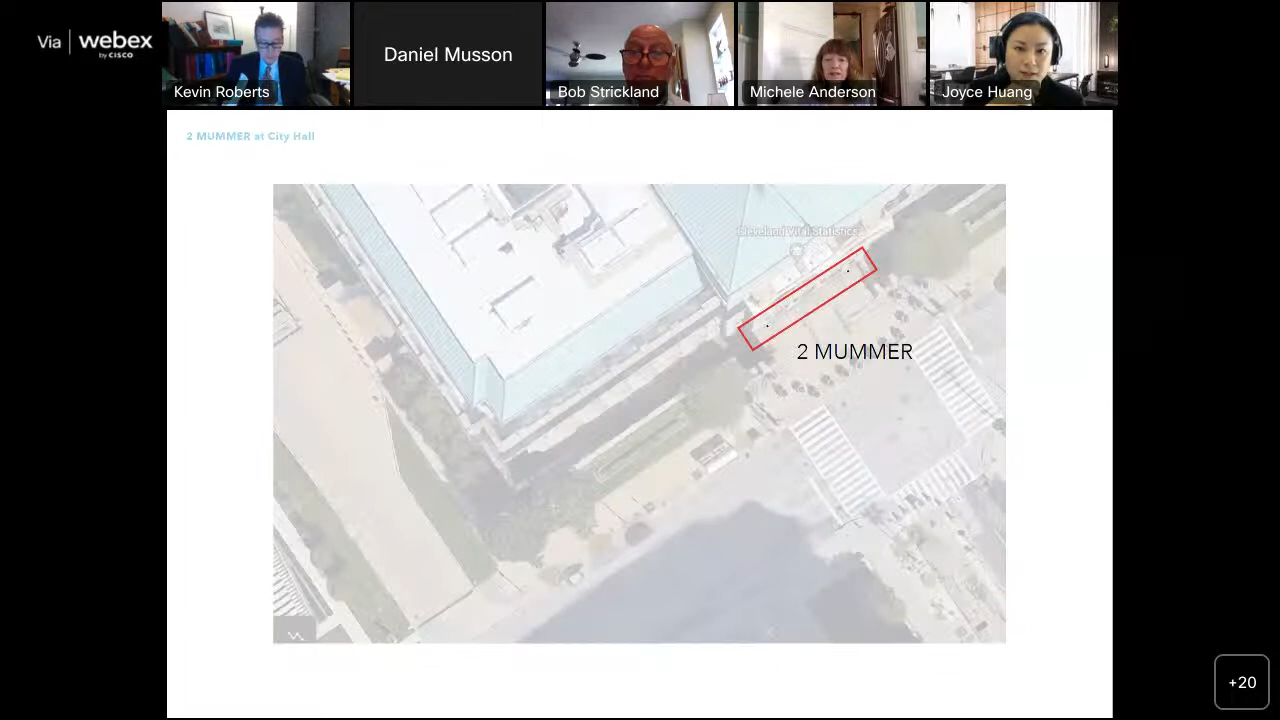 Via webex
by CISCO
Kevin Roberts
Daniel Musson
Bob Strickland
Michele Anderson
Joyce Huang
2 MUMMER at City Hall
Cleveland Vital Statistics
2 MUMMER
+20